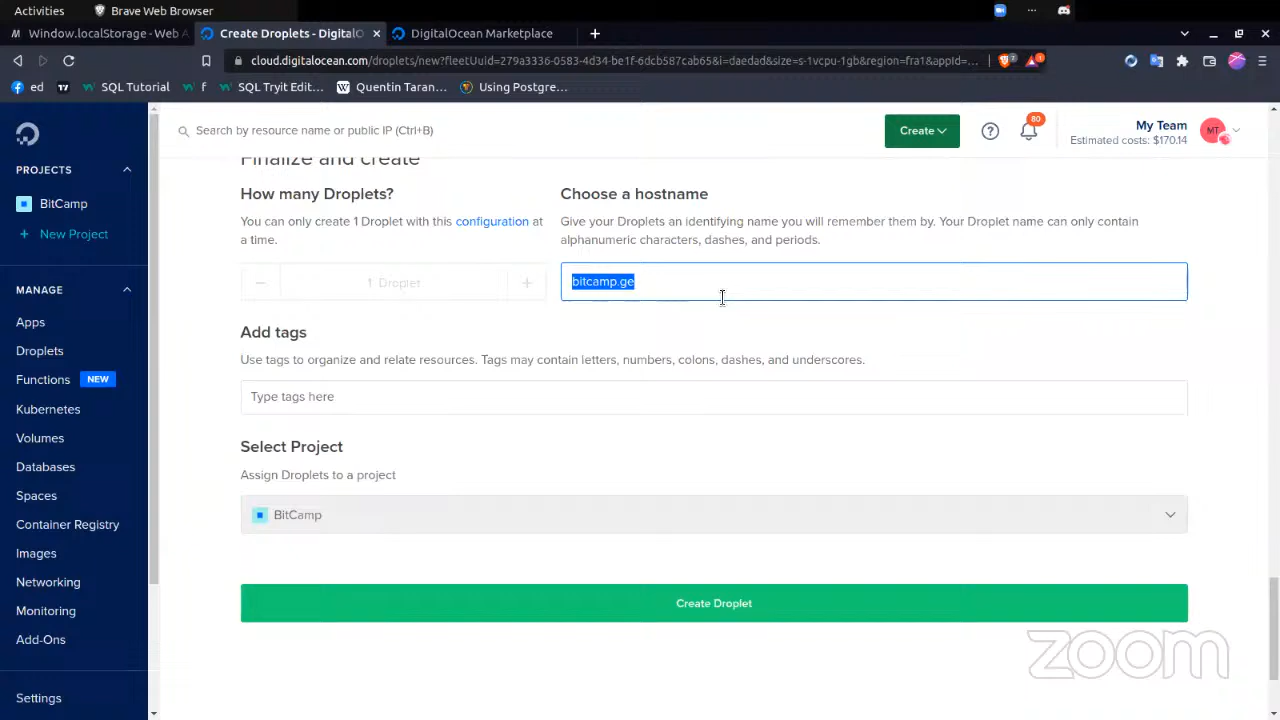 Activities
Brave Web Browser
Window.localStorage - Web A
Create Droplets - DigitalO
DigitalOcean Marketplace
cloud.digitalocean.com/droplets/new?fleetUuid=279a3336-0583-4d34-be1f-6dcb587cab65&i=daedad&size=s-1vcpu-1gb&region=fra1&appId=...
7
1
ed
SQL Tutorial
f
SQL Tryit Edit...
Quentin Taran...
Using Postgre...
Search by resource name or public IP (Ctrl+B)
Create
80
My Team
Estimated costs: $170.14
MT
PROJECTS
BitCamp
+ New Project
MANAGE
Apps
Droplets
Functions NEW
Kubernetes
Volumes
Databases
Spaces
Container Registry
Images
Networking
Monitoring
Add-Ons
Settings
Finalize and create
How many Droplets?
You can only create 1 Droplet with this configuration at
a time.
1 Droplet
Choose a hostname
Give your Droplets an identifying name you will remember them by. Your Droplet name can only contain
alphanumeric characters, dashes, and periods.
bitcamp.ge
Add tags
Use tags to organize and relate resources. Tags may contain letters, numbers, colons, dashes, and underscores.
Type tags here
Select Project
Assign Droplets to a project
BitCamp
Create Droplet
zoom